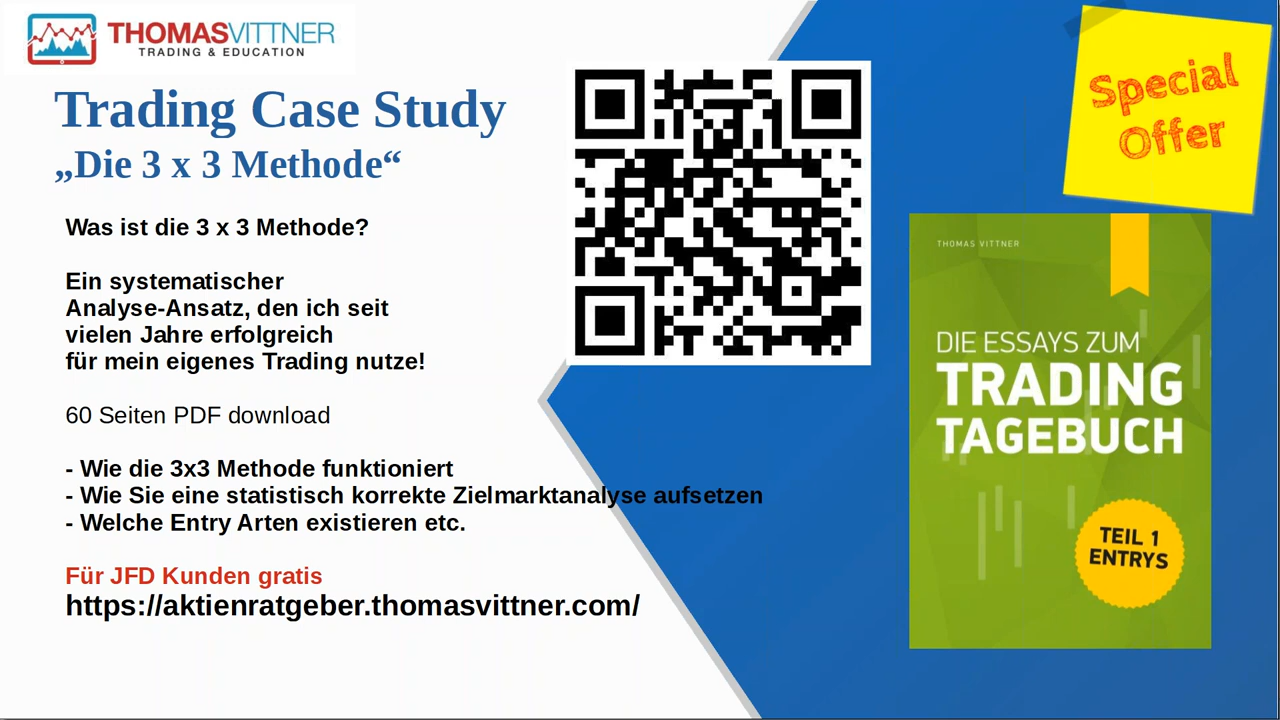 THOMASVITTNER
TRADING & EDUCATION
Trading Case Study
„Die 3 x 3 Methode“
Was ist die 3 x 3 Methode?
Ein systematischer
Analyse-Ansatz, den ich seit
vielen Jahre erfolgreich
für mein eigenes Trading nutze!
60 Seiten PDF download
- Wie die 3x3 Methode funktioniert
- Wie Sie eine statistisch korrekte Zielmarktanalyse aufsetzen
- Welche Entry Arten existieren etc.
Für JFD Kunden gratis
https://aktienratgeber.thomasvittner.com/
Special
Offer
THOMAS VITTNER
DIE ESSAYS ZUM
TRADING
TAGEBUCH
TEIL 1
ENTRYS